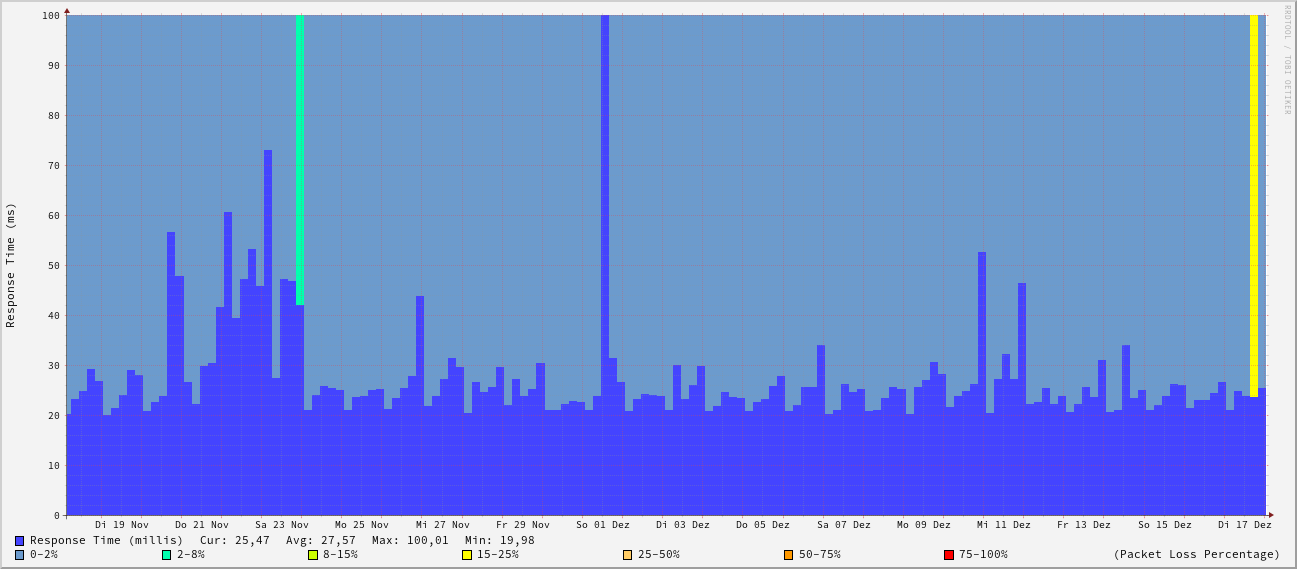 RRDTOOL / TOBI OETIKER
Response Time (ms)
100
90
80
70
60
50
40
30
20
10
0
Di 19 Nov Do 21 Nov Sa 23 Nov Mo 25 Nov Mi 27 Nov Fr 29 Nov So 01 Dez Di 03 Dez Do 05 Dez Sa 07 Dez Mo 09 Dez Mi 11 Dez Fr 13 Dez So 15 Dez Di 17 Dez
Response Time (millis) Cur: 25,47 Avg: 27,57 Max: 100,01 Min: 19,98
0-2% 2-8% 8-15% 15-25% 25-50% 50-75% 75-100% (Packet Loss Percentage)